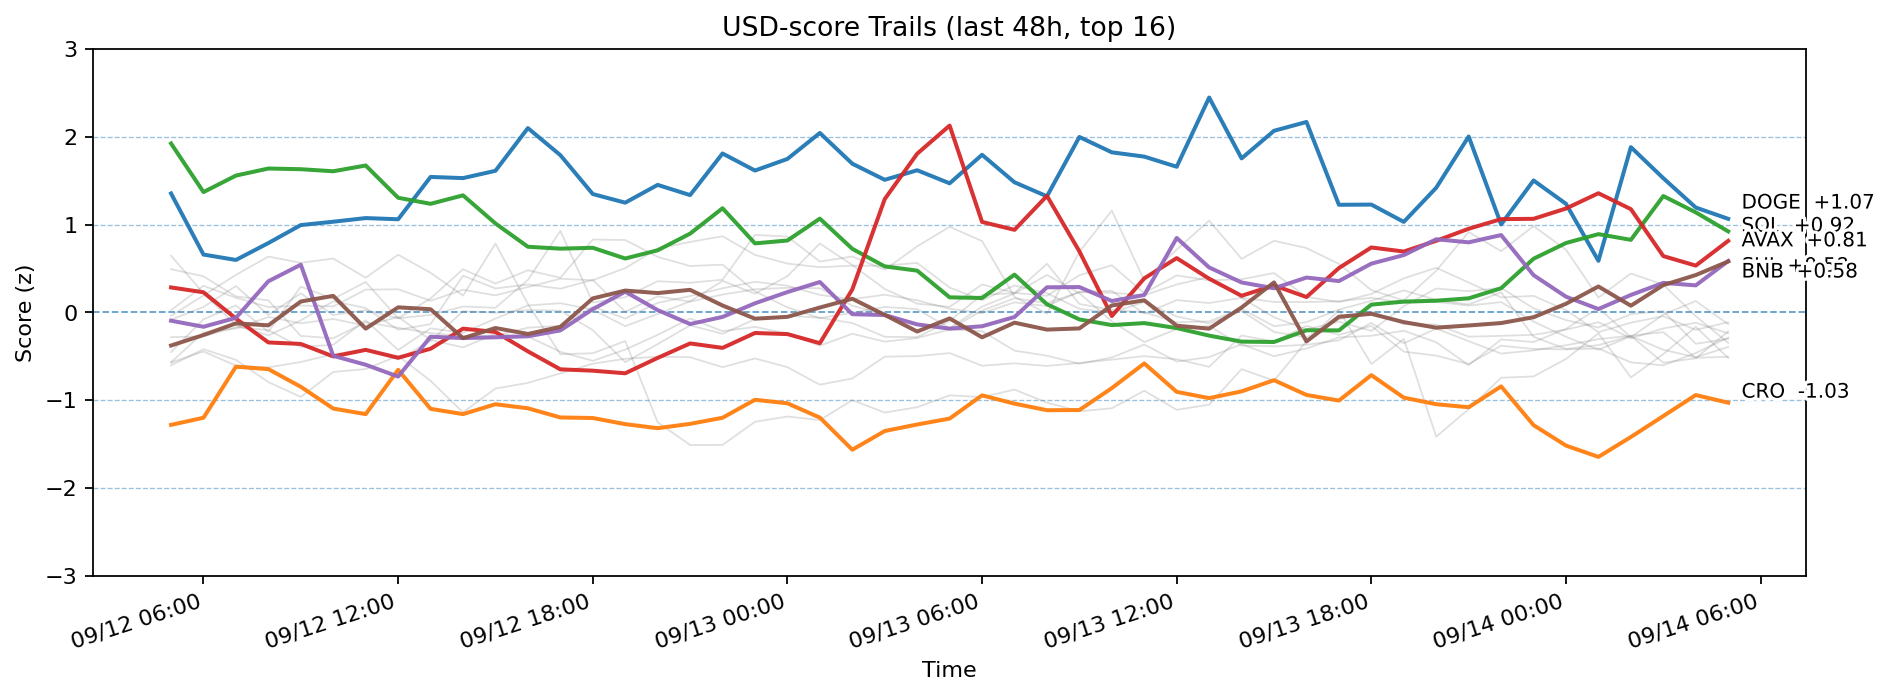 USD-score Trails (last 48h, top 16)
Score (z)
3
2
1
0
−1
−2
−3
DOGE +1.07
SOL +0.92
AVAX +0.81
BNB +0.58
CRO -1.03
09/12 06:00
09/12 12:00
09/12 18:00
09/13 00:00
09/13 06:00
09/13 12:00
09/13 18:00
09/14 00:00
09/14 06:00
Time